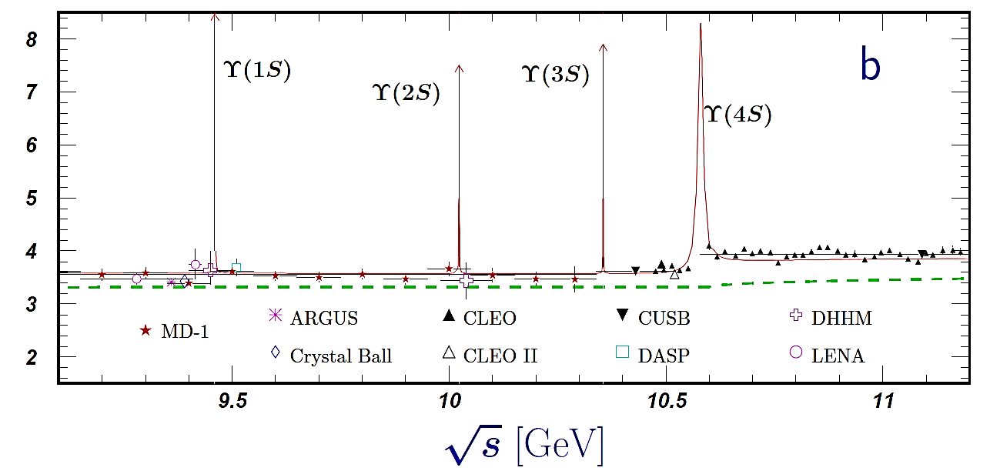 8
7
6
5
4
3
2
ϒ(1S)
ϒ(2S)
ϒ(3S)
ϒ(4S)
b
MD-1
ARGUS
CLEO
CUSB
DHHM
Crystal Ball
CLEO II
DASP
LENA
9.5 10 10.5 11
√s [GeV]